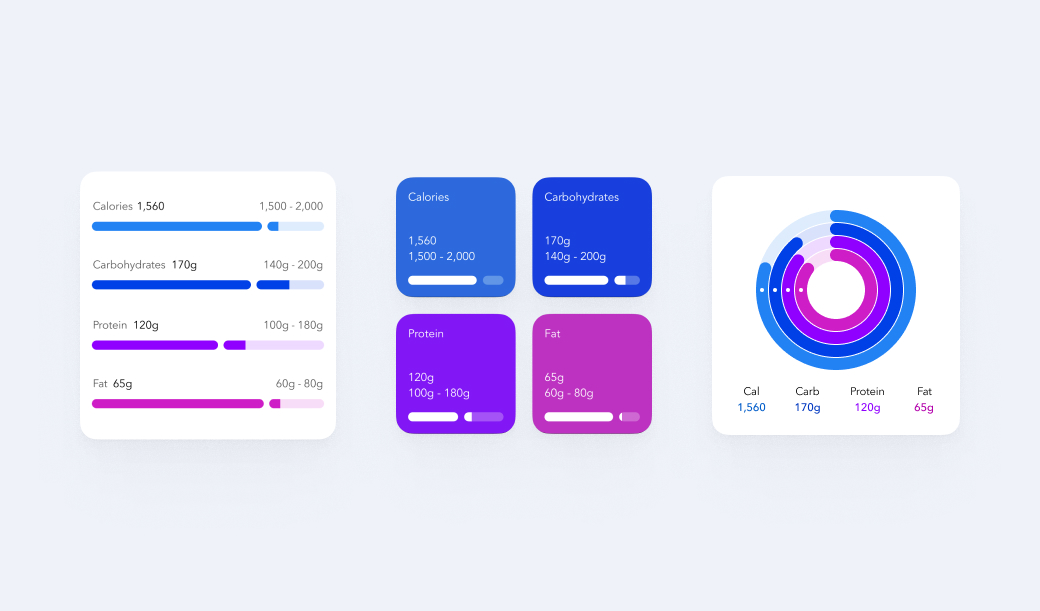 Calories 1,560 1,500 - 2,000
Carbohydrates 170g 140g - 200g
Protein 120g 100g - 180g
Fat 65g 60g - 80g
Calories
1,560
1,500 - 2,000
Carbohydrates
170g
140g - 200g
Protein
120g
100g - 180g
Fat
65g
60g - 80g
Cal Carb Protein Fat
1,560 170g 120g 65g